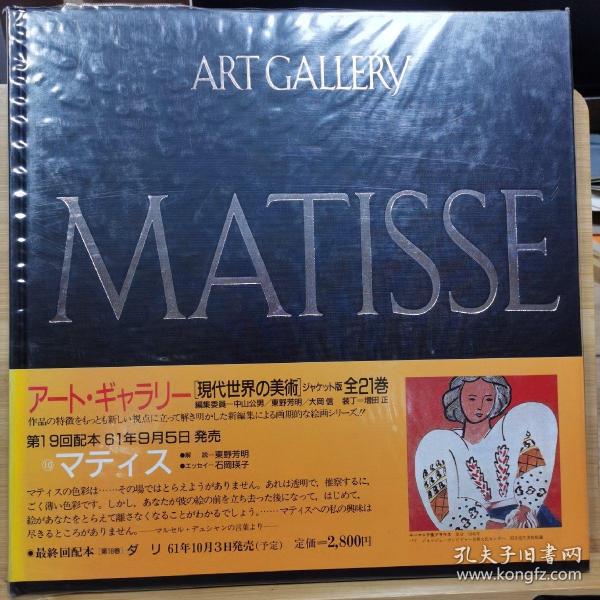 ART GALLERY
MATISSE
アート・ギャラリー[現代世界の美術]ジャケット版 全21巻
編集委員―中山公男/東野芳明/大岡信 装丁―増田正
作品の特徴をもっとも新しい視点に立って解き明かした新編集による画期的な絵画シリーズ!!
第19回配本 61年9月5日 発売
⑩マティス ●解 説―東野芳明
●エッセイ―石岡瑛子
マティスの色彩は……その場ではとらえようがありません。あれは透明で、推察するに、
ごく薄い色彩です。しかし、あなたが彼の絵の前を立ち去った後になって、はじめて、
絵があなたをとらえて離さなくなることがわかるでしょう。……マティスへの私の興味は
尽きるところがありません。――マルセル・デュシャンの言葉より――
●最終回配本[第18巻] ダリ 61年10月3日発売(予定) 定価=2,800円
ルーマニア風ブラウス
孔夫子旧书网
www.kongfz.com